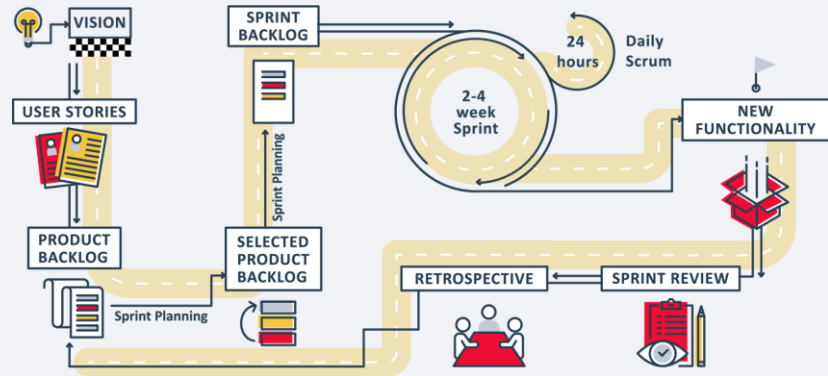 VISION
USER STORIES
PRODUCT
BACKLOG
Sprint Planning
SELECTED
PRODUCT
BACKLOG
Sprint Planning
SPRINT
BACKLOG
2-4
week
Sprint
24
hours
Daily
Scrum
NEW
FUNCTIONALITY
SPRINT REVIEW
RETROSPECTIVE